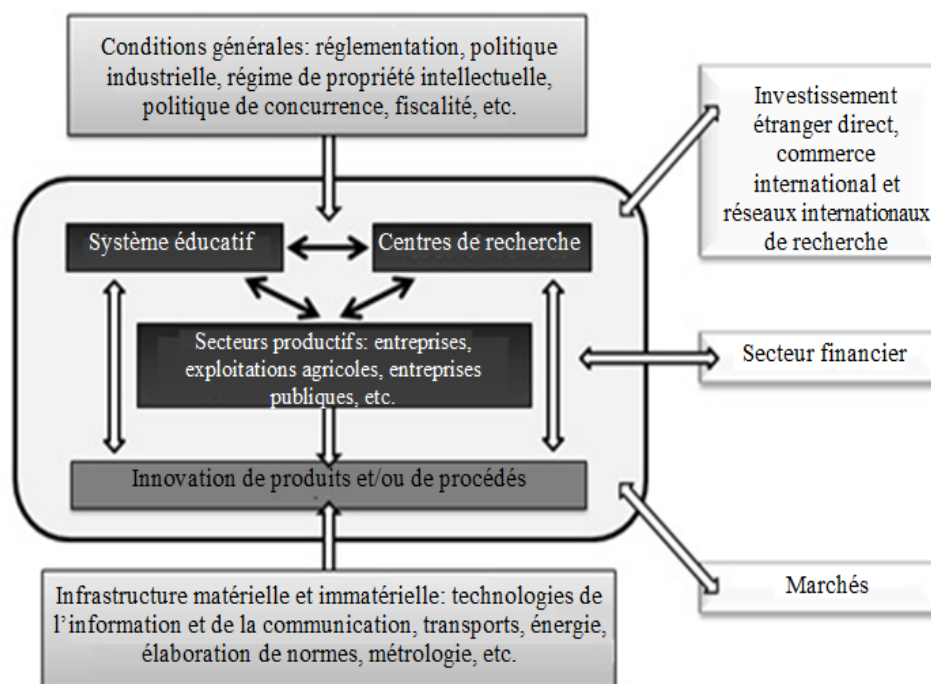 Conditions générales: réglementation, politique
industrielle, régime de propriété intellectuelle,
politique de concurrence, fiscalité, etc.
Investissement
étranger direct,
commerce
international et
réseaux internationaux
de recherche
Système éducatif
Centres de recherche
Secteurs productifs: entreprises,
exploitations agricoles, entreprises
publiques, etc.
Secteur financier
Innovation de produits et/ou de procédés
Marchés
Infrastructure matérielle et immatérielle: technologies de
l'information et de la communication, transports, énergie,
élaboration de normes, métrologie, etc.